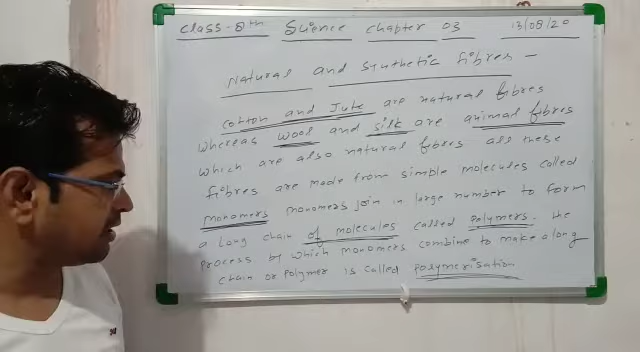 Class-8th Science chapter 03 13/08/20
Natural and synthetic fibres -
Cotton and Jute are natural fibres
whereas wool and silk are animal fibres
which are also natural fibres all these
fibres are made from simple molecules called
monomers monomers join in large number to form
a long chain of molecules called polymers. The
process by which monomers combine to make a long
chain or polymer is called polymerisation